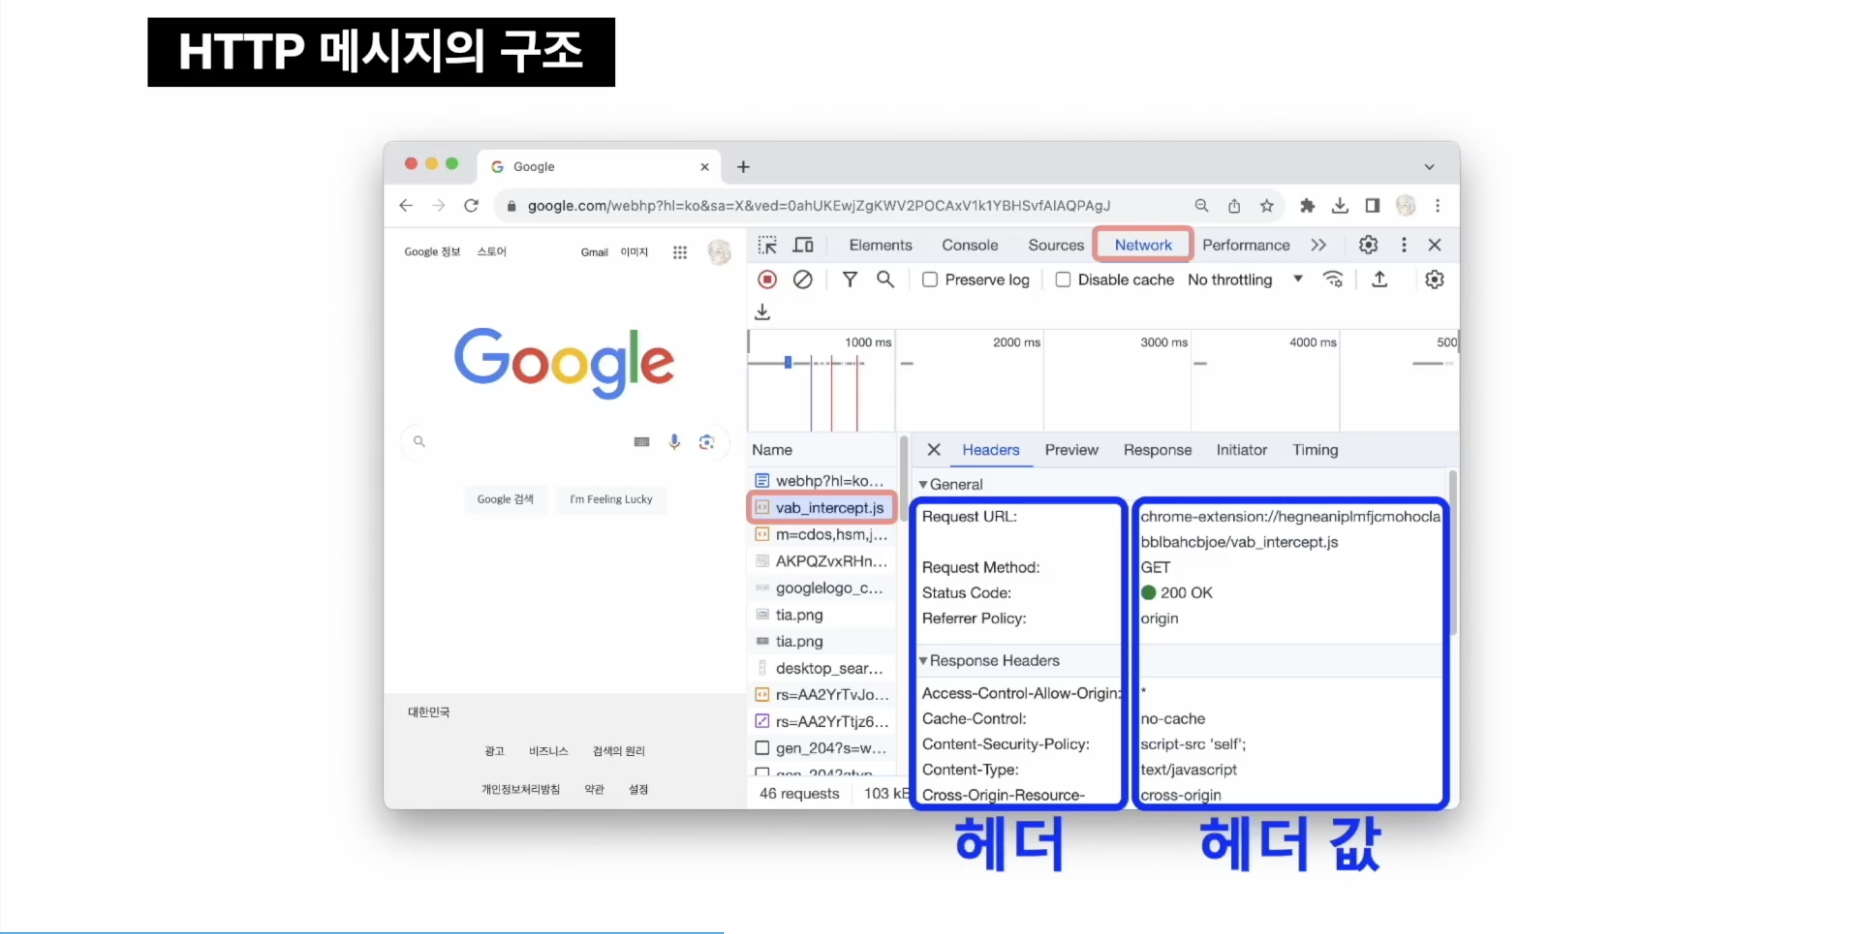 HTTP 메시지의 구조
Google
google.com/webhp?hl=ko&sa=X&ved=0ahUKEwjZgKWV2POCAxV1k1YBHSvfAIAQPAgJ
Google 정보 스토어 Gmail 이미지
Google
Google 검색 I'm Feeling Lucky
대한민국
광고 비즈니스 검색의 원리
개인정보처리방침 약관 설정
Elements Console Sources Network Performance
Preserve log Disable cache No throttling
1000 ms 2000 ms 3000 ms 4000 ms 500
Name
webhp?hl=ko...
vab_intercept.js
m=cdos,hsm,j...
AKPQZvxRHn...
googlelogo_c...
tia.png
tia.png
desktop_sear...
rs=AA2YrTvJo...
rs=AA2YrTtjz6...
gen_204?s=w...
46 requests 103 kB
Headers Preview Response Initiator Timing
General
Request URL: chrome-extension://hegneaniplmfjcmohocla
bblbahcbjoe/vab_intercept.js
Request Method: GET
Status Code: 200 OK
Referrer Policy: origin
Response Headers
Access-Control-Allow-Origin: *
Cache-Control: no-cache
Content-Security-Policy: script-src 'self';
Content-Type: text/javascript
Cross-Origin-Resource- cross-origin
헤더 헤더 값